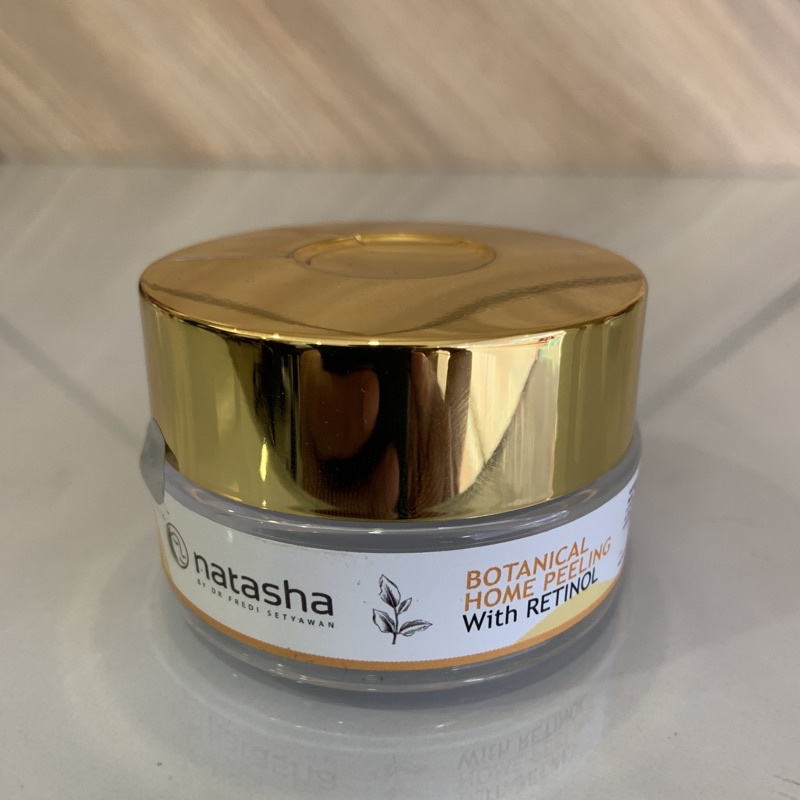 natasha
BY DR FREDI SETYAWAN
BOTANICAL
HOME PEELING
With RETINOL